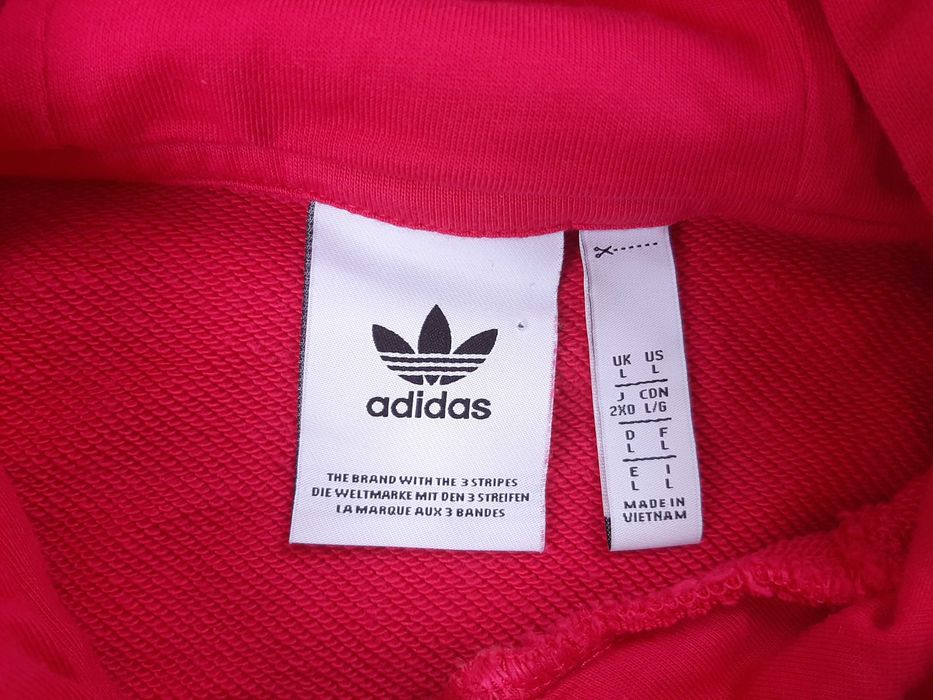 adidas
THE BRAND WITH THE 3 STRIPES
DIE WELTMARKE MIT DEN 3 STREIFEN
LA MARQUE AUX 3 BANDES
UK US
L L
J CDN
2XO L/G
D F
L L
E I
L L
MADE IN
VIETNAM